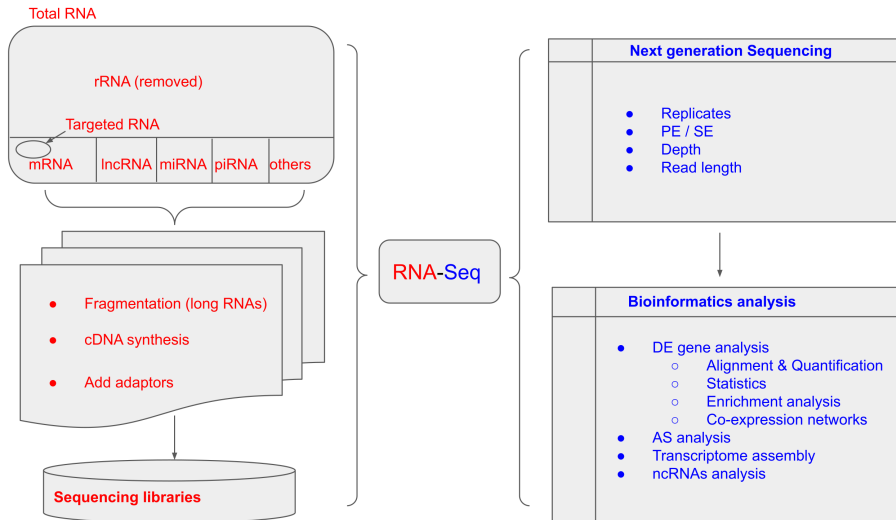 Total RNA
rRNA (removed)
Targeted RNA
mRNA lncRNA miRNA piRNA others
● Fragmentation (long RNAs)
● cDNA synthesis
● Add adaptors
Sequencing libraries
RNA-Seq
Next generation Sequencing
● Replicates
● PE / SE
● Depth
● Read length
Bioinformatics analysis
● DE gene analysis
○ Alignment & Quantification
○ Statistics
○ Enrichment analysis
○ Co-expression networks
● AS analysis
● Transcriptome assembly
● ncRNAs analysis